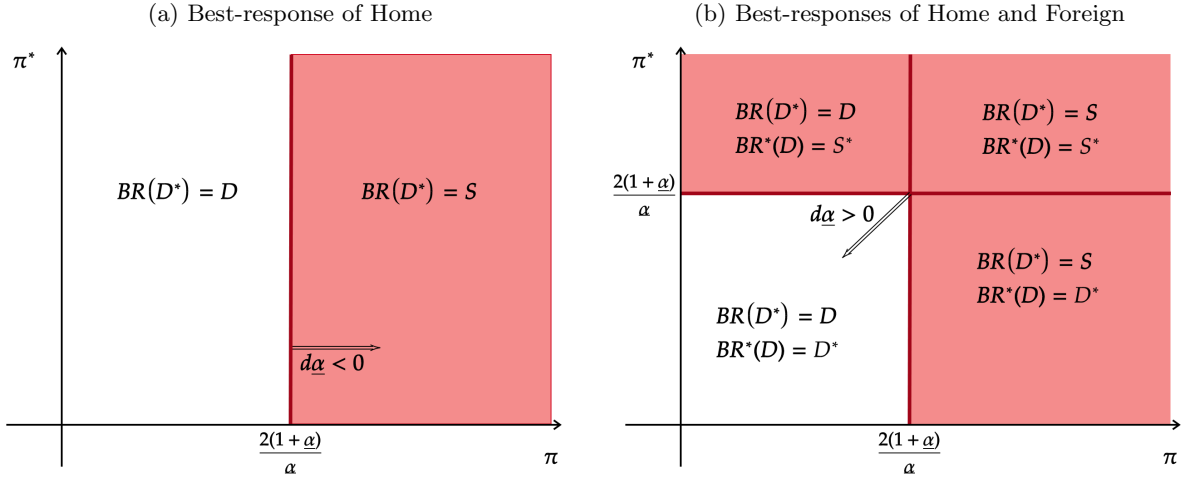 (a) Best-response of Home
π*
BR(D*) = D
BR(D*) = S
dα̲ < 0
2(1 + α̲)
α̲
π
(b) Best-responses of Home and Foreign
π*
BR(D*) = D
BR*(D) = S*
BR(D*) = S
BR*(D) = S*
2(1 + α̲)
α̲
dα̲ > 0
BR(D*) = S
BR*(D) = D*
BR(D*) = D
BR*(D) = D*
2(1 + α̲)
α̲
π